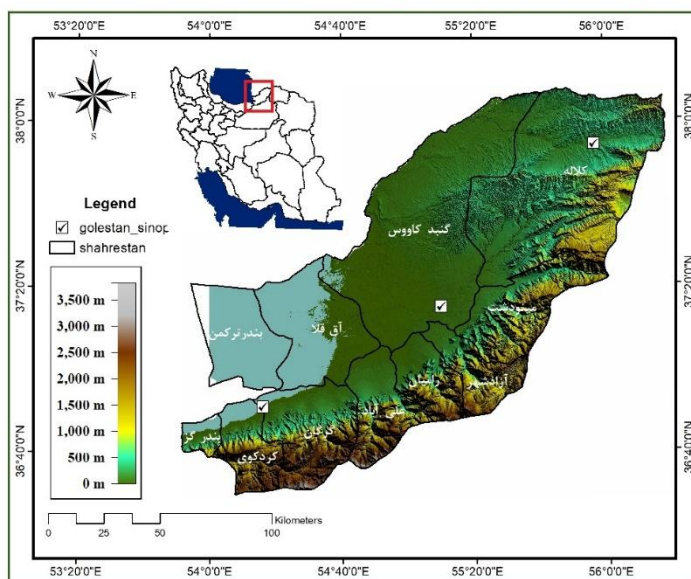 53°20'0"E 54°0'0"E 54°40'0"E 55°20'0"E 56°0'0"E
N
W E
S
38°0'0"N
38°0'0"N
Legend
golestan_sinop
shahrestan
3,500 m
3,000 m
2,500 m
2,000 m
1,500 m
1,000 m
500 m
0 m
کلاله
گنبد کاووس
37°20'0"N
37°20'0"N
مینودشت
آق قلا
بندرترکمن
رامیان
آزادشهر
علی آباد
گرگان
کردکوی
بندر گز
36°40'0"N
36°40'0"N
Kilometers
0 25 50 100
53°20'0"E 54°0'0"E 54°40'0"E 55°20'0"E 56°0'0"E